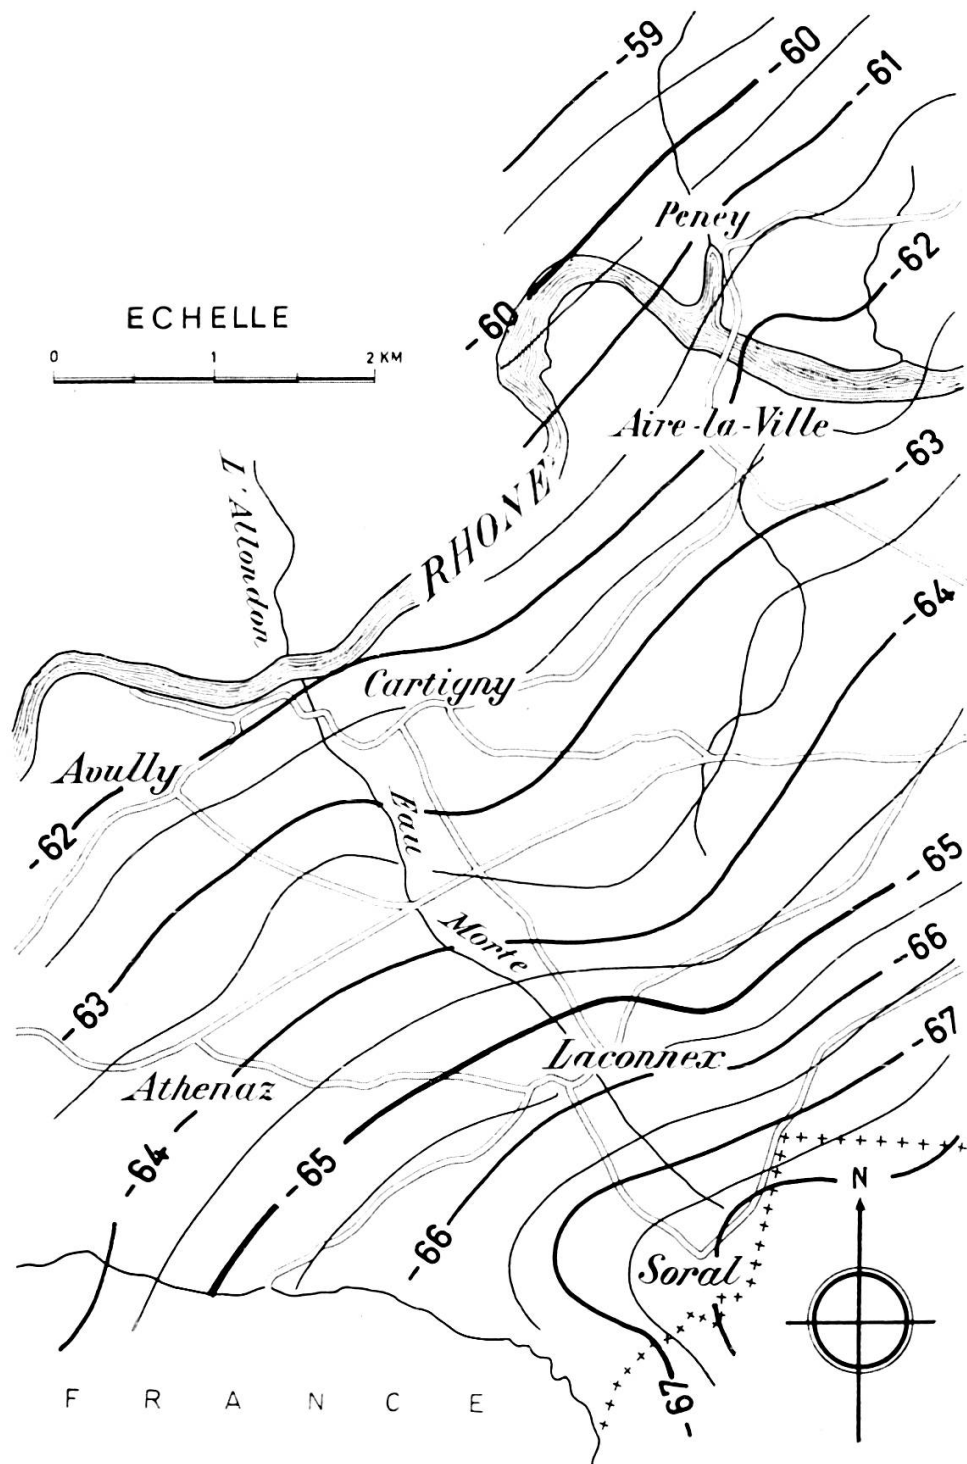 -59
-60
-61
Peney
-62
ECHELLE
-60
0 1 2 KM
Aire-la-Ville
-63
L'Allondon
RHONE
-64
Cartigny
Avully
Eau
-62
-65
Morte
-66
-63
-67
Laconnex
Athenaz
-64
-65
N
-66
Soral
-67
F R A N C E